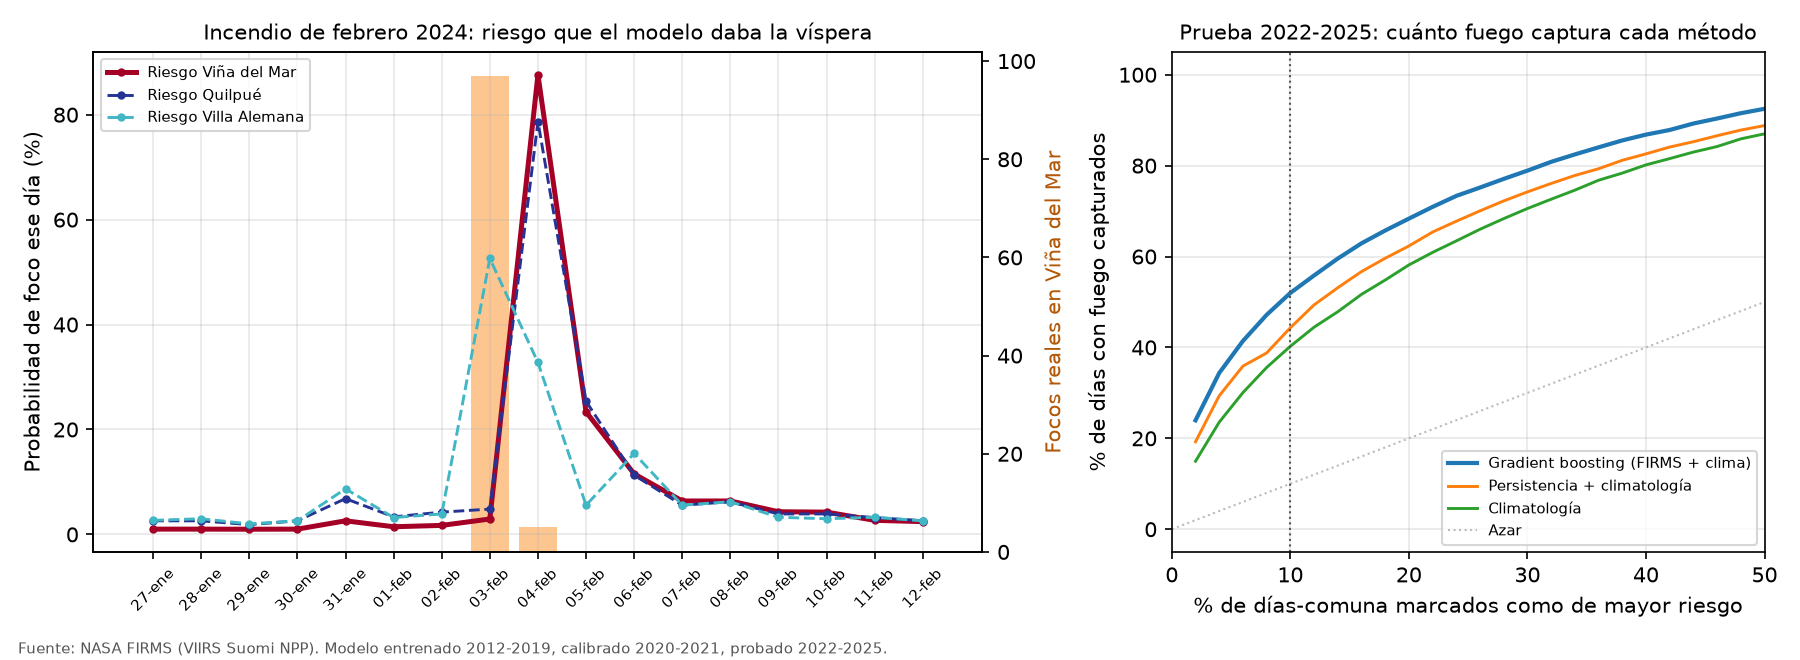 Incendio de febrero 2024: riesgo que el modelo daba la víspera
Riesgo Viña del Mar
Riesgo Quilpué
Riesgo Villa Alemana
Probabilidad de foco ese día (%)
80
60
40
20
0
100
80
60
40
20
0
Focos reales en Viña del Mar
27-ene
28-ene
29-ene
30-ene
31-ene
01-feb
02-feb
03-feb
04-feb
05-feb
06-feb
07-feb
08-feb
09-feb
10-feb
11-feb
12-feb
Prueba 2022-2025: cuánto fuego captura cada método
% de días con fuego capturados
100
80
60
40
20
0
Gradient boosting (FIRMS + clima)
Persistencia + climatología
Climatología
Azar
0
10
20
30
40
50
% de días-comuna marcados como de mayor riesgo
Fuente: NASA FIRMS (VIIRS Suomi NPP). Modelo entrenado 2012-2019, calibrado 2020-2021, probado 2022-2025.